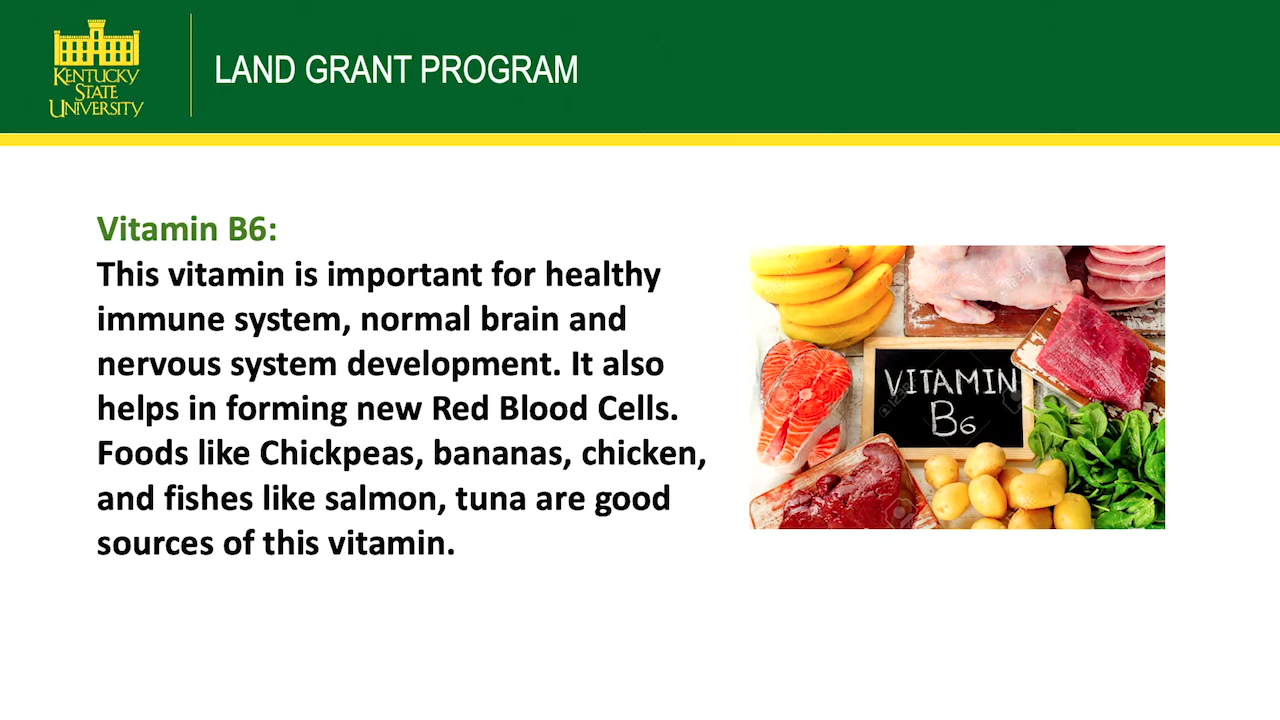 KENTUCKY
STATE
UNIVERSITY
LAND GRANT PROGRAM
Vitamin B6:
This vitamin is important for healthy
immune system, normal brain and
nervous system development. It also
helps in forming new Red Blood Cells.
Foods like Chickpeas, bananas, chicken,
and fishes like salmon, tuna are good
sources of this vitamin.
VITAMIN
B6